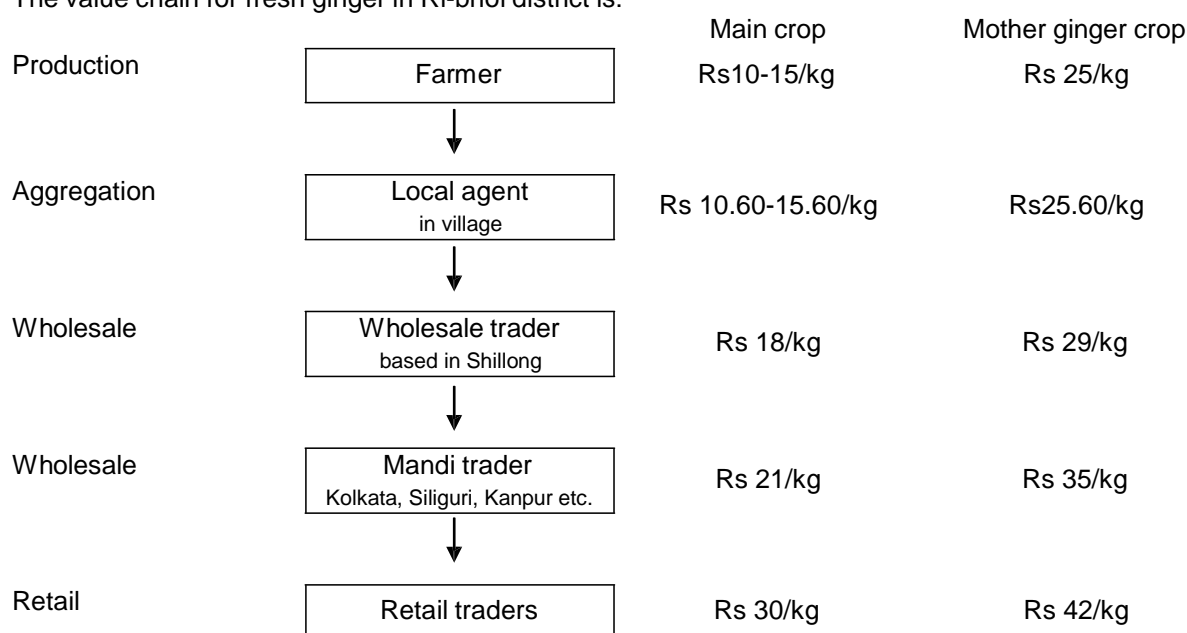 The value chain for fresh ginger in Ri-bhoi district is:
Main crop Mother ginger crop
Production Farmer Rs10-15/kg Rs 25/kg
Aggregation Local agent Rs 10.60-15.60/kg Rs25.60/kg
in village
Wholesale Wholesale trader Rs 18/kg Rs 29/kg
based in Shillong
Wholesale Mandi trader Rs 21/kg Rs 35/kg
Kolkata, Siliguri, Kanpur etc.
Retail Retail traders Rs 30/kg Rs 42/kg